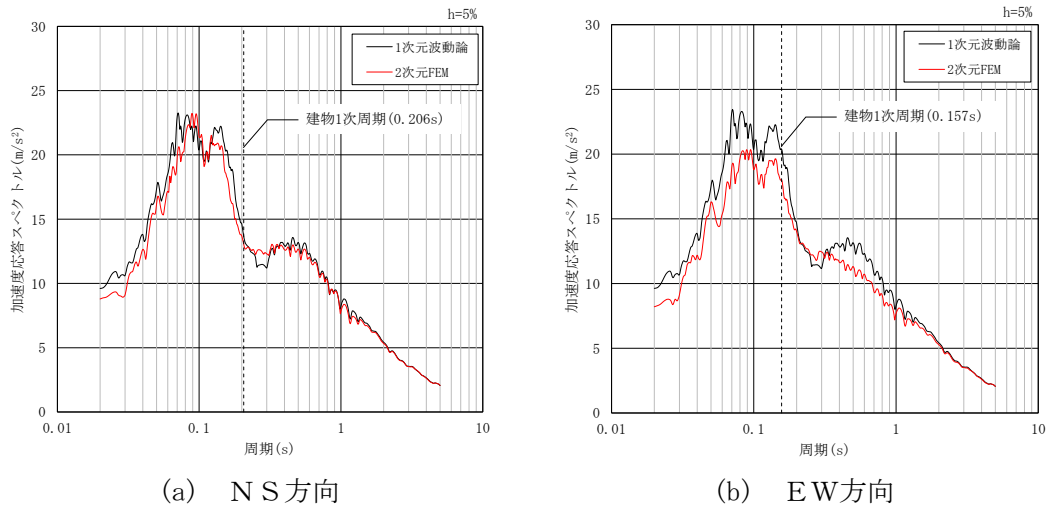 h=5%
30
25
20
15
10
5
0
加速度応答スペクトル(m/s²)
1次元波動論
2次元FEM
建物1次周期(0.206s)
0.01
0.1
1
10
周期(s)
(a) ＮＳ方向
h=5%
30
25
20
15
10
5
0
加速度応答スペクトル(m/s²)
1次元波動論
2次元FEM
建物1次周期(0.157s)
0.01
0.1
1
10
周期(s)
(b) ＥＷ方向